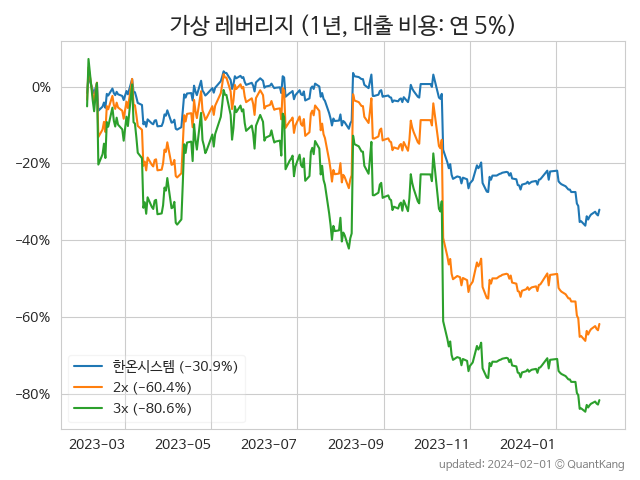 가상 레버리지 (1년, 대출 비용: 연 5%)
0%
−20%
−40%
−60%
−80%
한온시스템 (−30.9%)
2x (−60.4%)
3x (−80.6%)
2023−03 2023−05 2023−07 2023−09 2023−11 2024−01
updated: 2024−02−01 © QuantKang